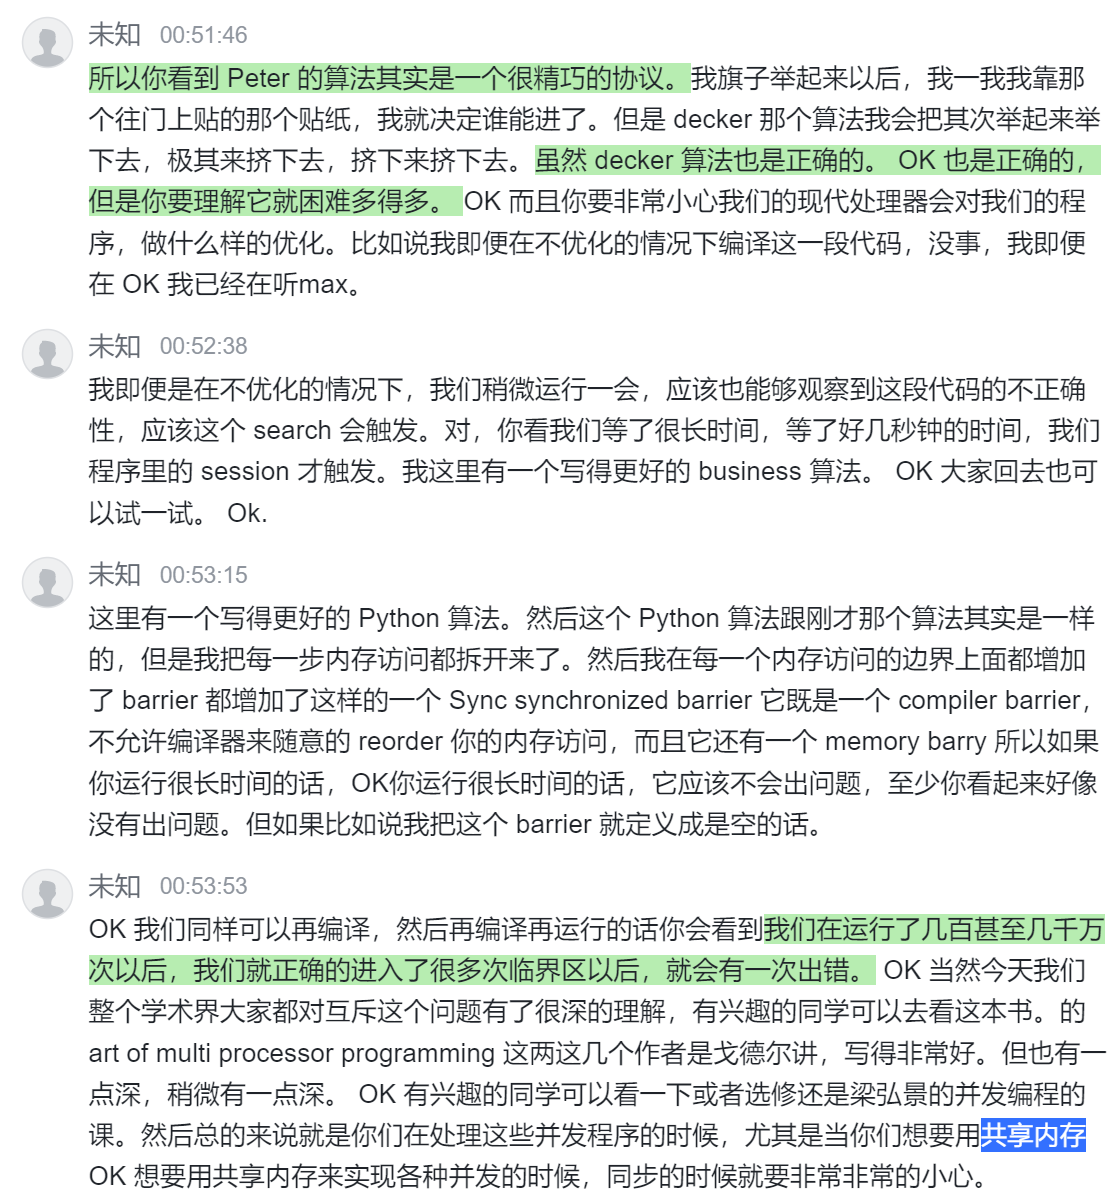 未知 00:51:46
所以你看到 Peter 的算法其实是一个很精巧的协议。我旗子举起来以后，我一我我靠那
个往门上贴的那个贴纸，我就决定谁能进了。但是 decker 那个算法我会把其次举起来举
下去，极其来挤下去，挤下来挤下去。虽然 decker 算法也是正确的。 OK 也是正确的，
但是你要理解它就困难多得多。 OK 而且你要非常小心我们的现代处理器会对我们的程
序，做什么样的优化。比如说我即便在不优化的情况下编译这一段代码，没事，我即便
在 OK 我已经在听max。
未知 00:52:38
我即便是在不优化的情况下，我们稍微运行一会，应该也能够观察到这段代码的不正确
性，应该这个 search 会触发。对，你看我们等了很长时间，等了好几秒钟的时间，我们
程序里的 session 才触发。我这里有一个写得更好的 business 算法。 OK 大家回去也可
以试一试。 Ok.
未知 00:53:15
这里有一个写得更好的 Python 算法。然后这个 Python 算法跟刚才那个算法其实是一样
的，但是我把每一步内存访问都拆开来了。然后我在每一个内存访问的边界上面都增加
了 barrier 都增加了这样的一个 Sync synchronized barrier 它既是一个 compiler barrier，
不允许编译器来随意的 reorder 你的内存访问，而且它还有一个 memory barry 所以如果
你运行很长时间的话，OK你运行很长时间的话，它应该不会出问题，至少你看起来好像
没有出问题。但如果比如说我把这个 barrier 就定义成是空的话。
未知 00:53:53
OK 我们同样可以再编译，然后再编译再运行的话你会看到我们在运行了几百甚至几千万
次以后，我们就正确的进入了很多次临界区以后，就会有一次出错。 OK 当然今天我们
整个学术界大家都对互斥这个问题有了很深的理解，有兴趣的同学可以去看这本书。的
art of multi processor programming 这两这几个作者是戈德尔讲，写得非常好。但也有一
点深，稍微有一点深。 OK 有兴趣的同学可以看一下或者选修还是梁弘景的并发编程的
课。然后总的来说就是你们在处理这些并发程序的时候，尤其是当你们想要用共享内存
OK 想要用共享内存来实现各种并发的时候，同步的时候就要非常非常的小心。